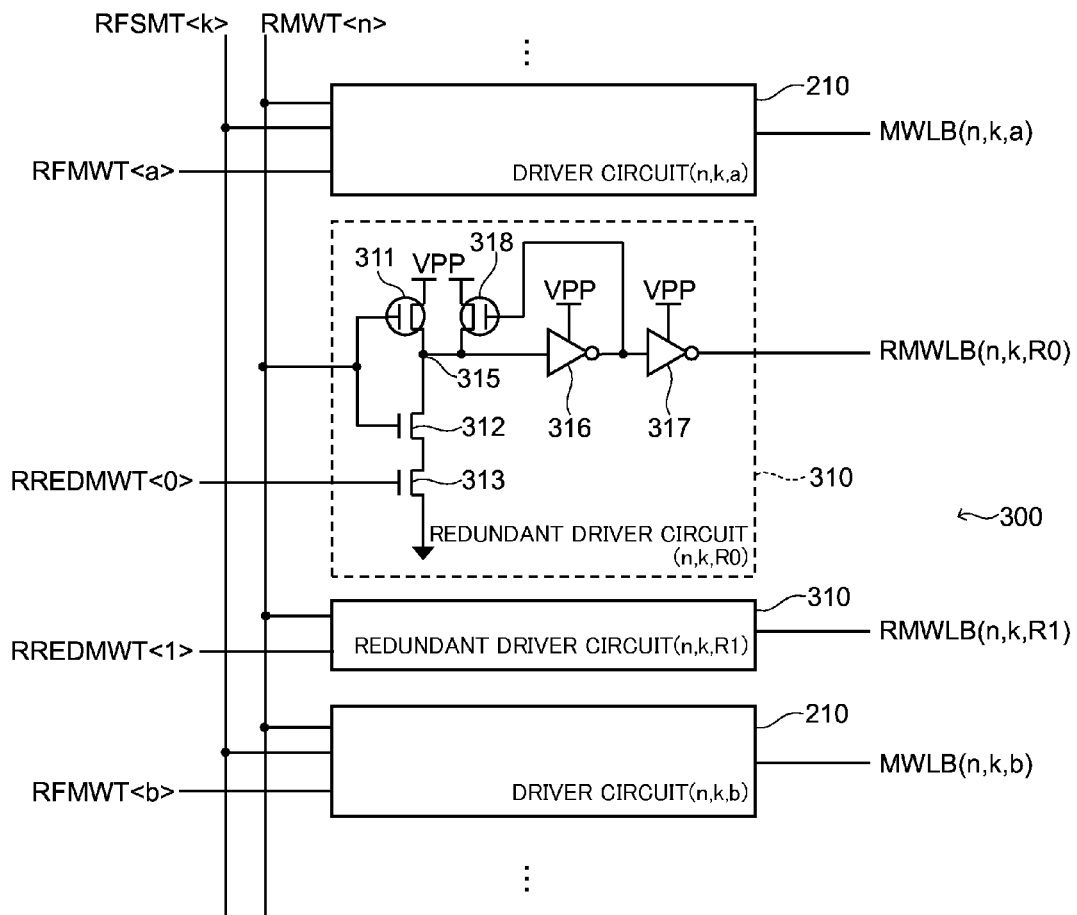 RFSMT<k> RMWT<n>
210
MWLB(n,k,a)
RFMWT<a>
DRIVER CIRCUIT(n,k,a)
311
VPP
318
VPP
VPP
RMWLB(n,k,R0)
315
316
317
312
RREDMWT<0>
313
310
300
REDUNDANT DRIVER CIRCUIT
(n,k,R0)
310
RMWLB(n,k,R1)
RREDMWT<1>
REDUNDANT DRIVER CIRCUIT(n,k,R1)
210
MWLB(n,k,b)
RFMWT<b>
DRIVER CIRCUIT(n,k,b)